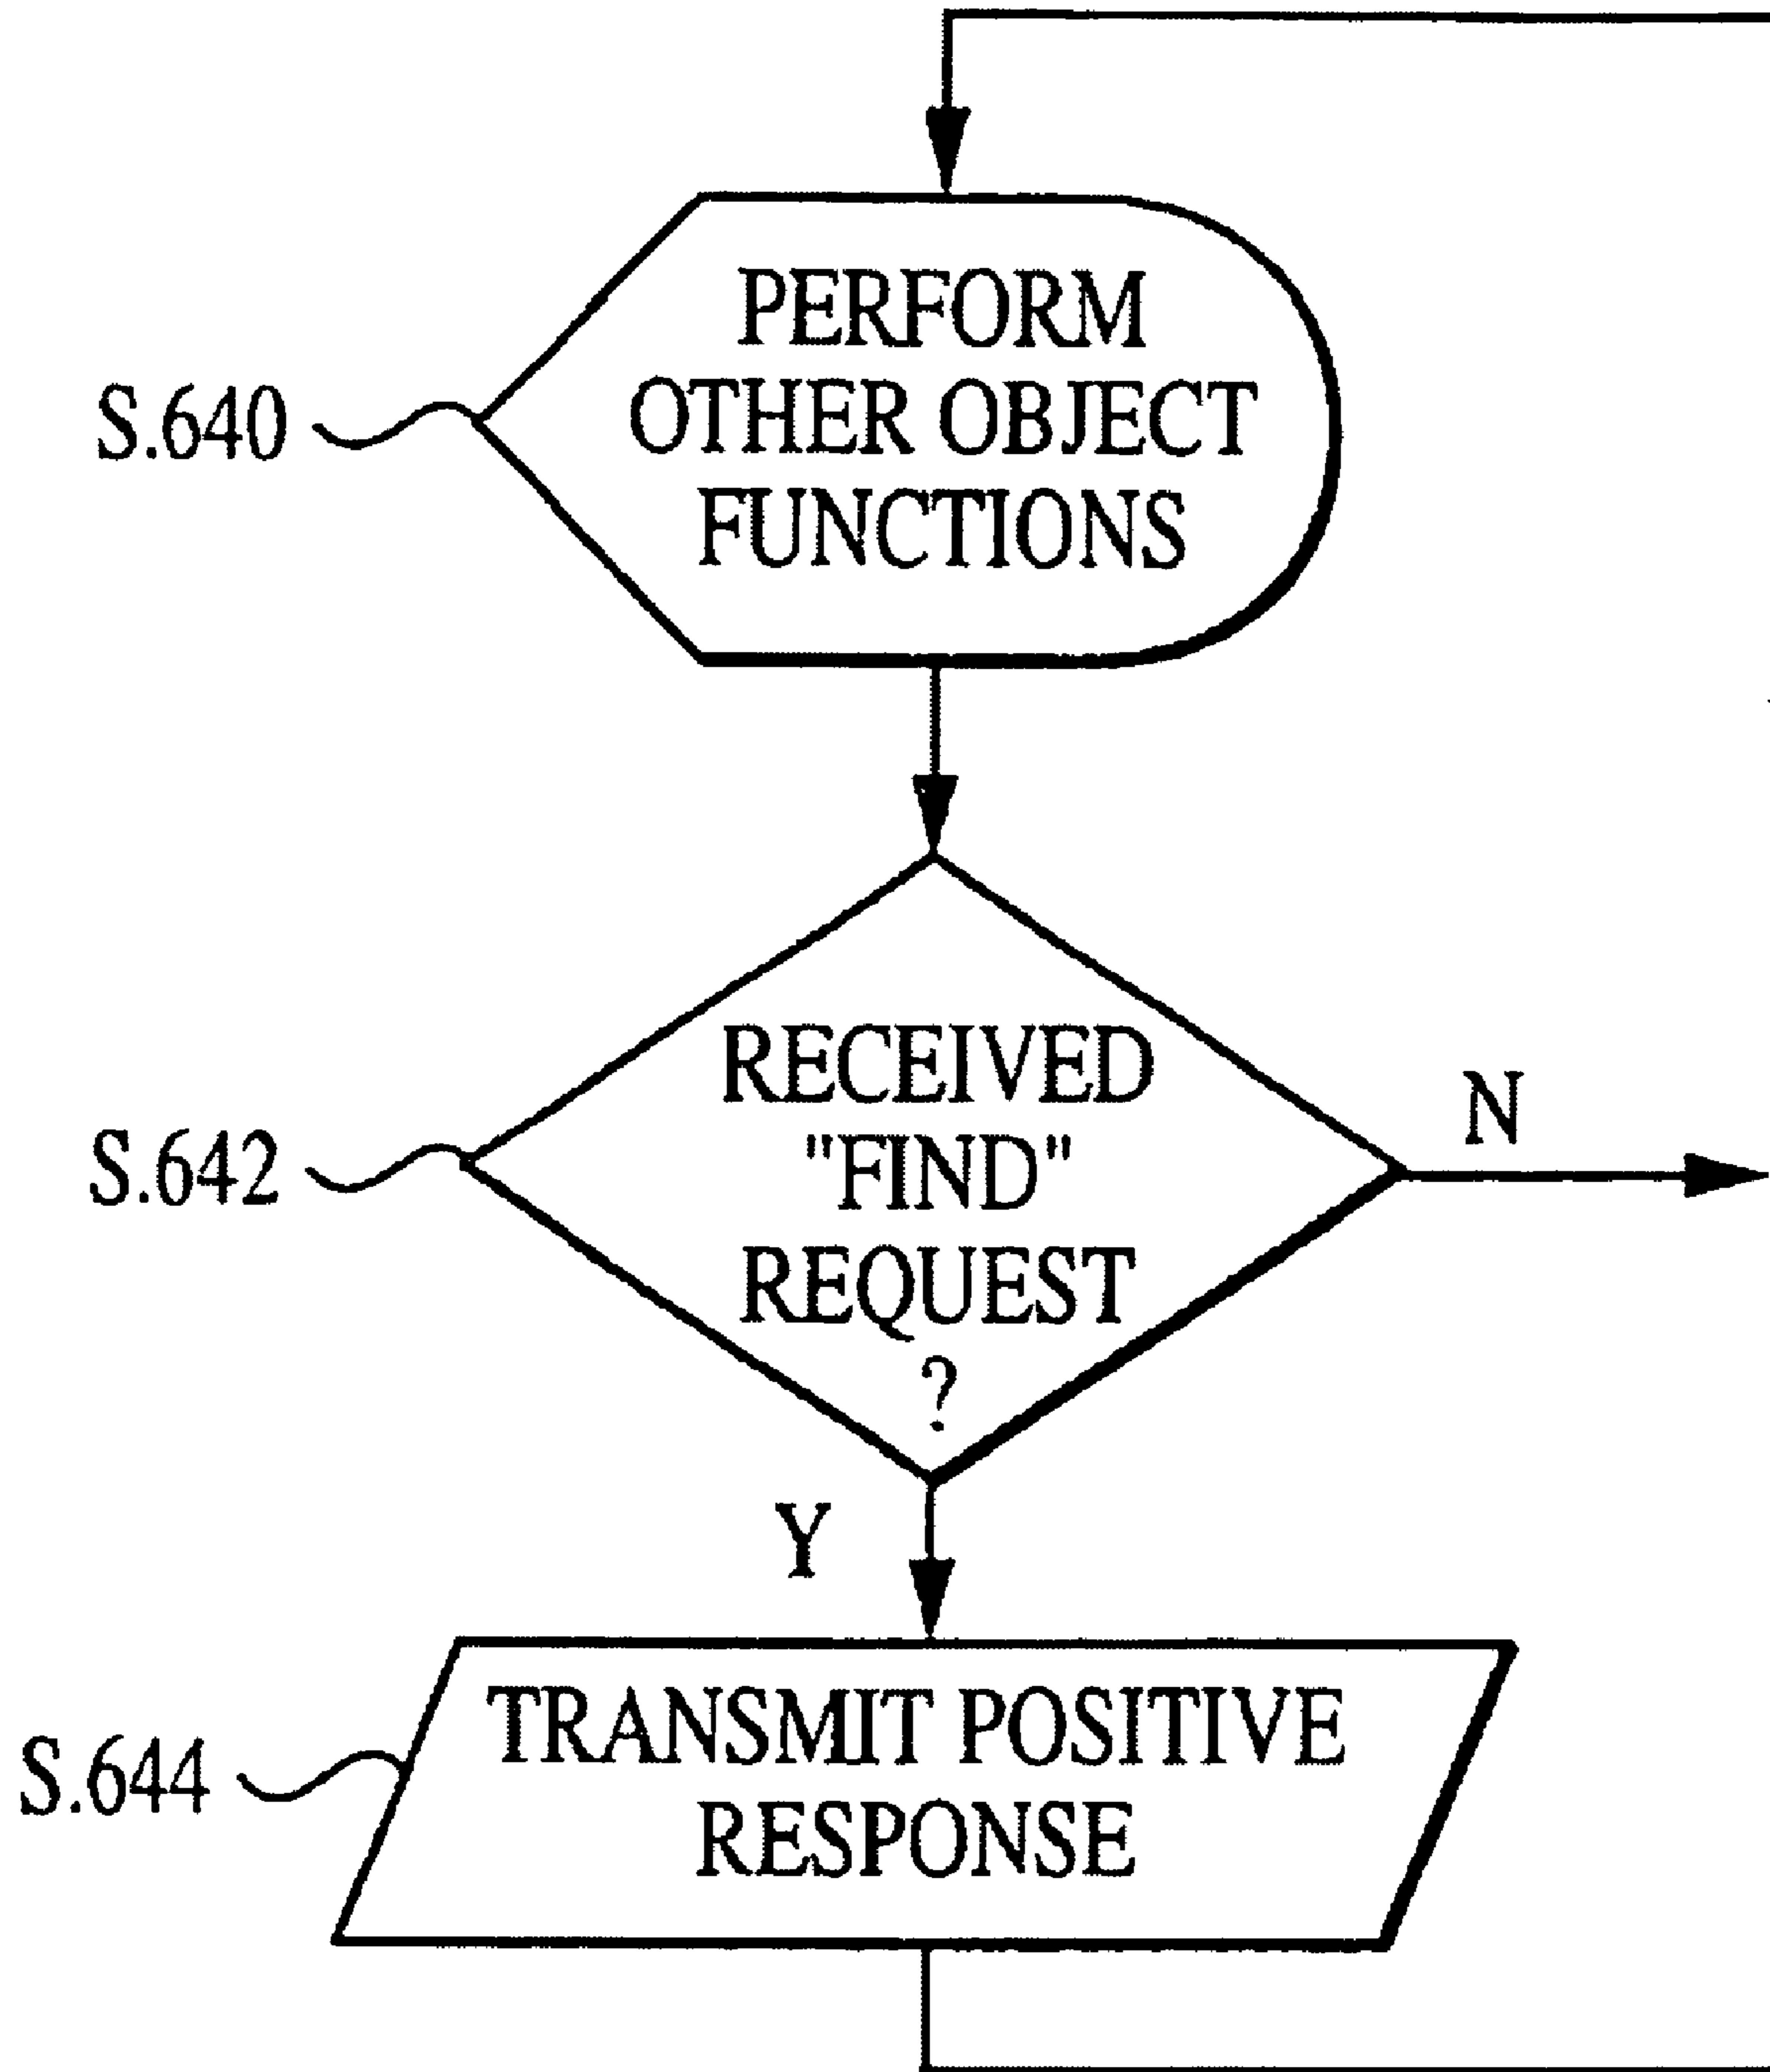 PERFORM
OTHER OBJECT
FUNCTIONS
S.640
RECEIVED
"FIND"
REQUEST
?
S.642
N
Y
TRANSMIT POSITIVE
RESPONSE
S.644